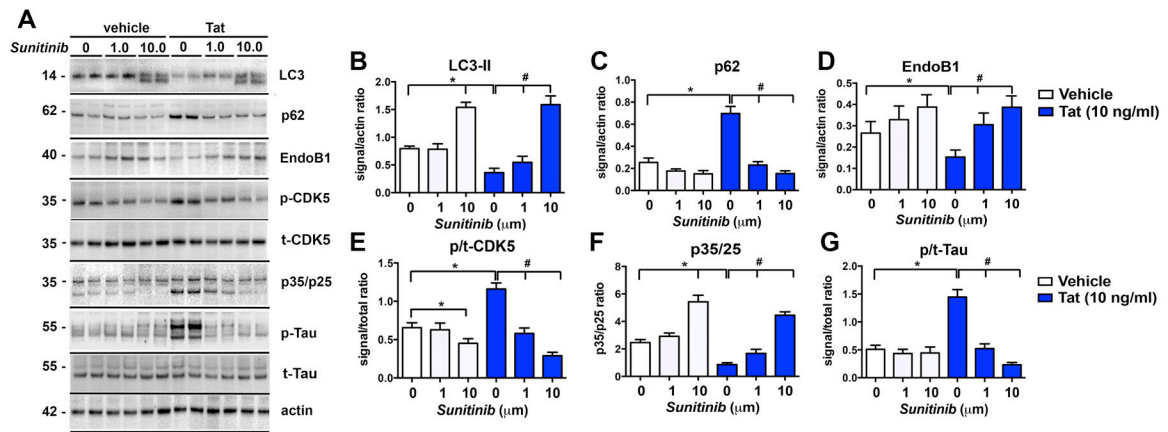 A
vehicle Tat
Sunitinib 0 1.0 10.0 0 1.0 10.0
14 - LC3
62 - p62
40 - EndoB1
35 - p-CDK5
35 - t-CDK5
35 - p35/p25
55 - p-Tau
55 - t-Tau
42 - actin
B
LC3-II
signal/actin ratio
2.0
1.5
1.0
0.5
0.0
* #
0 1 10 0 1 10
Sunitinib (μm)
C
p62
signal/actin ratio
1.0
0.8
0.6
0.4
0.2
0.0
* #
0 1 10 0 1 10
Sunitinib (μm)
D
EndoB1
signal/actin ratio
0.5
0.4
0.3
0.2
0.1
0.0
* #
0 1 10 0 1 10
Sunitinib (μm)
Vehicle
Tat (10 ng/ml)
E
p/t-CDK5
signal/total ratio
2.0
1.5
1.0
0.5
0.0
* #
*
0 1 10 0 1 10
Sunitinib (μm)
F
p35/25
p35/p25 ratio
8
6
4
2
0
* #
0 1 10 0 1 10
Sunitinib (μm)
G
p/t-Tau
signal/total ratio
2.0
1.5
1.0
0.5
0.0
* #
0 1 10 0 1 10
Sunitinib (μm)
Vehicle
Tat (10 ng/ml)